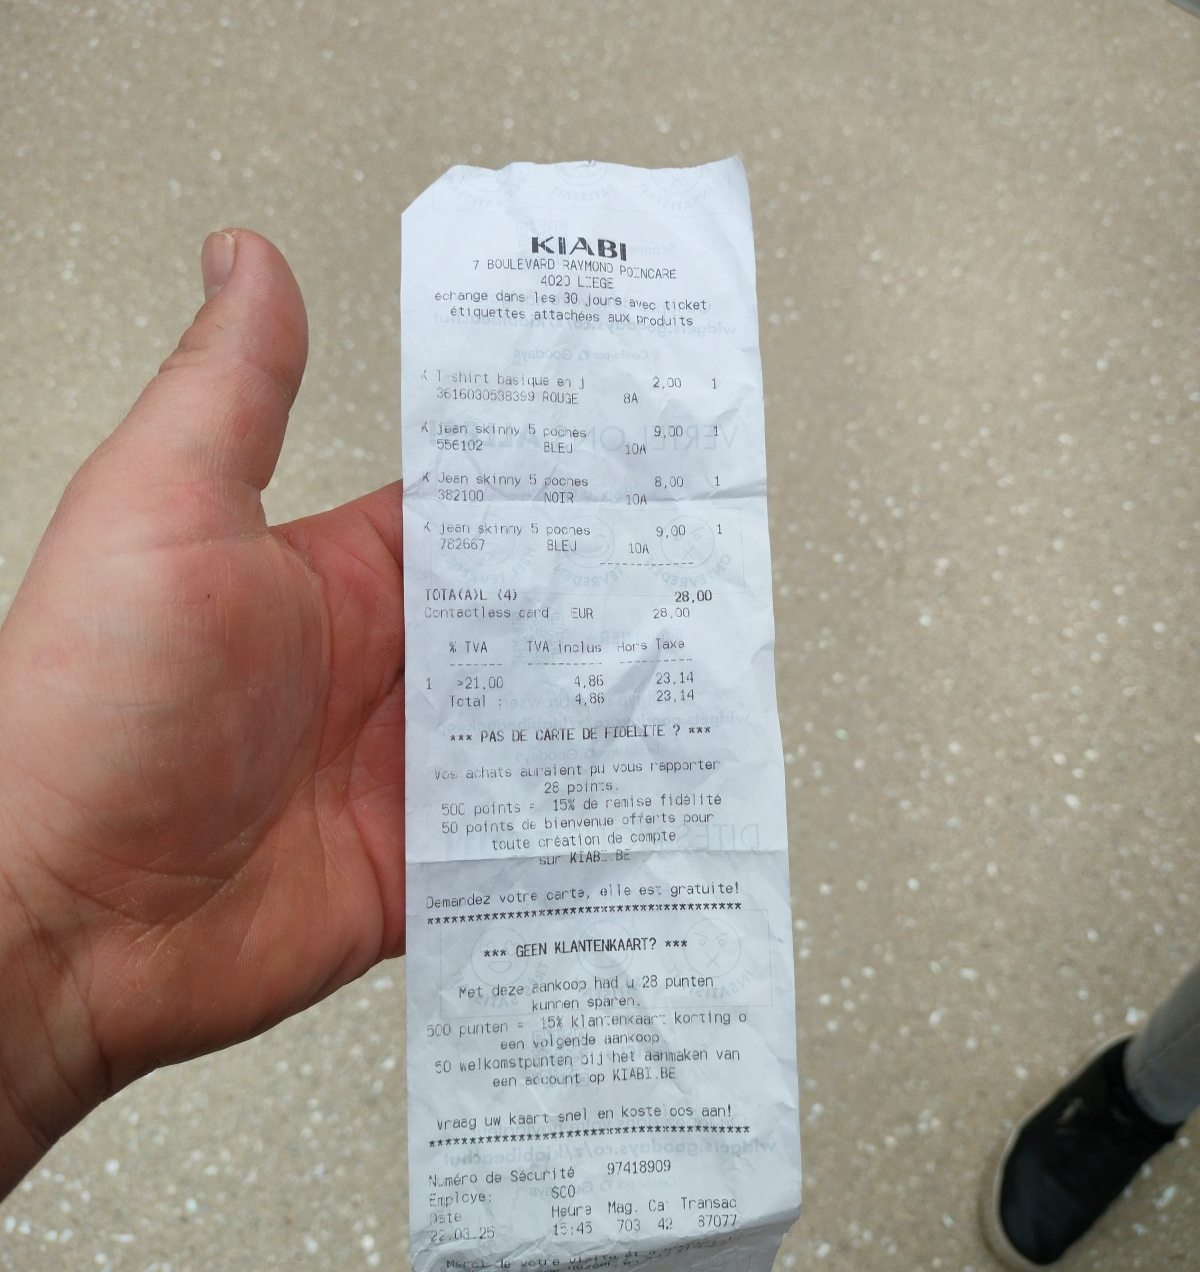 KIABI
7 BOULEVARD RAYMOND POINCARÉ
4020 LIEGE
échange dans les 30 jours avec ticket
étiquettes attachées aux produits
K T-shirt basique en j 2,00 1
3616030538399 ROUGE 8A
K jean skinny 5 poches 9,00 1
556102 BLEU 10A
K Jean skinny 5 poches 8,00 1
382100 NOIR 10A
K jean skinny 5 poches 9,00 1
782667 BLEU 10A
TOTA(A)L (4) 28,00
Contactless card EUR 28,00
% TVA TVA inclus Hors Taxe
1 >21,00 4,86 23,14
Total : 4,86 23,14
*** PAS DE CARTE DE FIDELITE ? ***
Vos achats auraient pu vous rapporter
28 points.
500 points = 15% de remise fidélité
50 points de bienvenue offerts pour
toute création de compte
sur KIABI.BE
Demandez votre carte, elle est gratuite!
***************************************
*** GEEN KLANTENKAART? ***
Met deze aankoop had u 28 punten
kunnen sparen.
500 punten = 15% klantenkaart korting o
een volgende aankoop
50 welkomstpunten bij het aanmaken van
een account op KIABI.BE
Vraag uw kaart snel en kosteloos aan!
***************************************
Numéro de Sécurité 97418909
Employe: SCO
Date Heure Mag. Ca Transac
22.03.25 15:45 703 42 87077
Merci de votre visite et à